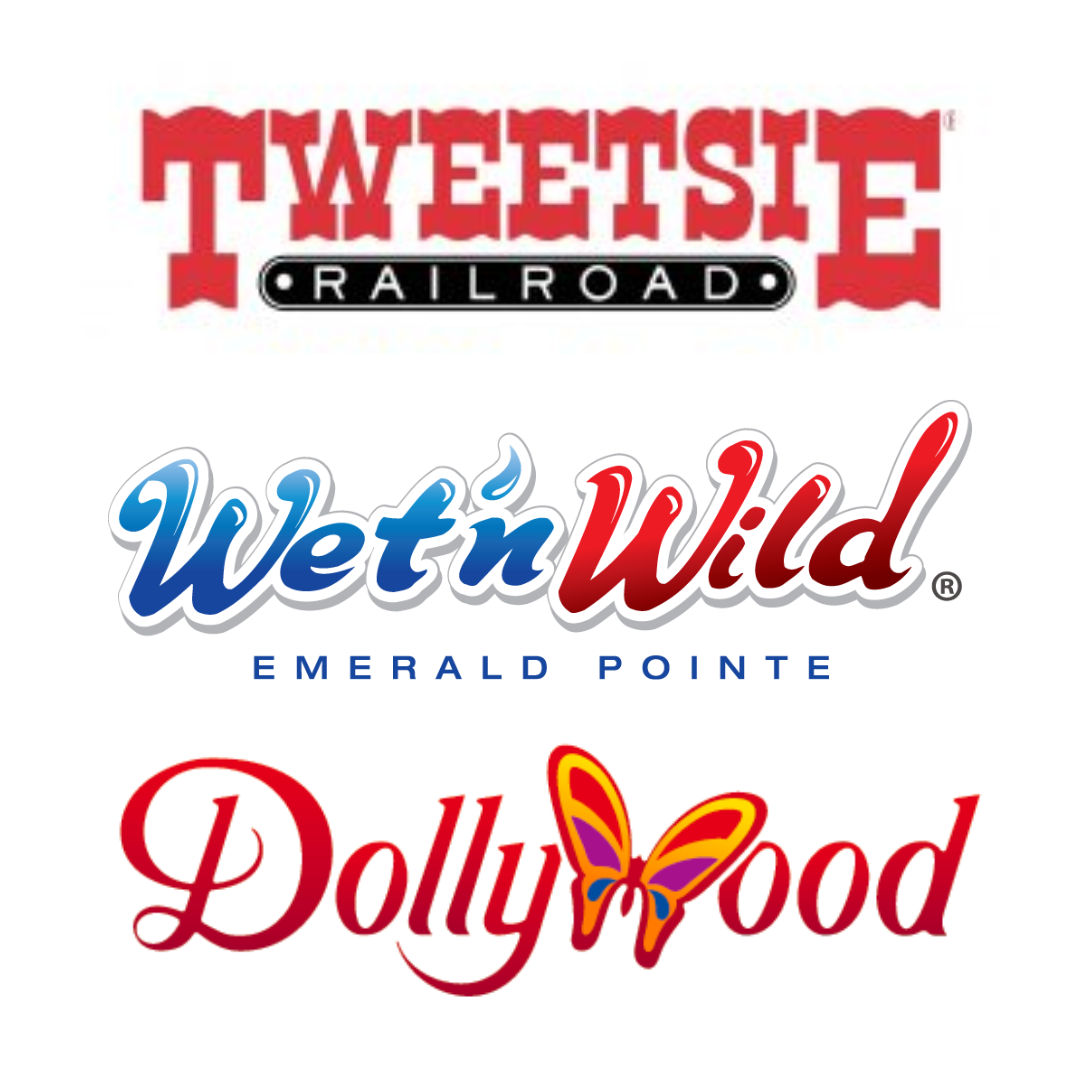 TWEETSIE®
• RAILROAD •
Wet'n Wild®
EMERALD POINTE
Dollywood